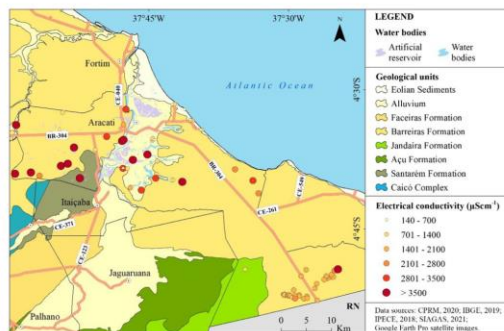 37°45'W
37°30'W
LEGEND
Water bodies
Artificial reservoir
Water bodies
Geological units
Eolian Sediments
Alluvium
Faceiras Formation
Barreiras Formation
Jandaíra Formation
Açu Formation
Santarém Formation
Caicó Complex
Electrical conductivity (µScm⁻¹)
140 - 700
701 - 1400
1401 - 2100
2101 - 2800
2801 - 3500
> 3500
Data sources: CPRM, 2020; IBGE, 2015;
IPECE, 2018; SIAGAS, 2021;
Google Earth Pro satellite images.
N
Fortim
CE-040
Atlantic Ocean
4°30'S
Aracati
BR-304
BR-304
CE-540
Itaiçaba
CE-261
4°45'S
CE-371
CE-123
Jaguaruana
Palhano
RN
0
5
10
Km